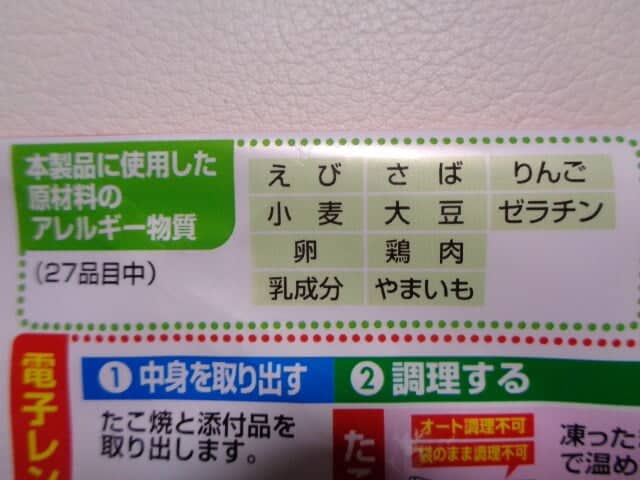 本製品に使用した
原材料の
アレルギー物質
(27品目中)
えび さば りんご
小麦 大豆 ゼラチン
卵 鶏肉
乳成分 やまいも
電子レン
1 中身を取り出す
2 調理する
たこ焼と添付品を
取り出します。
たこ
オート調理不可
袋のまま調理不可
凍った
で温め